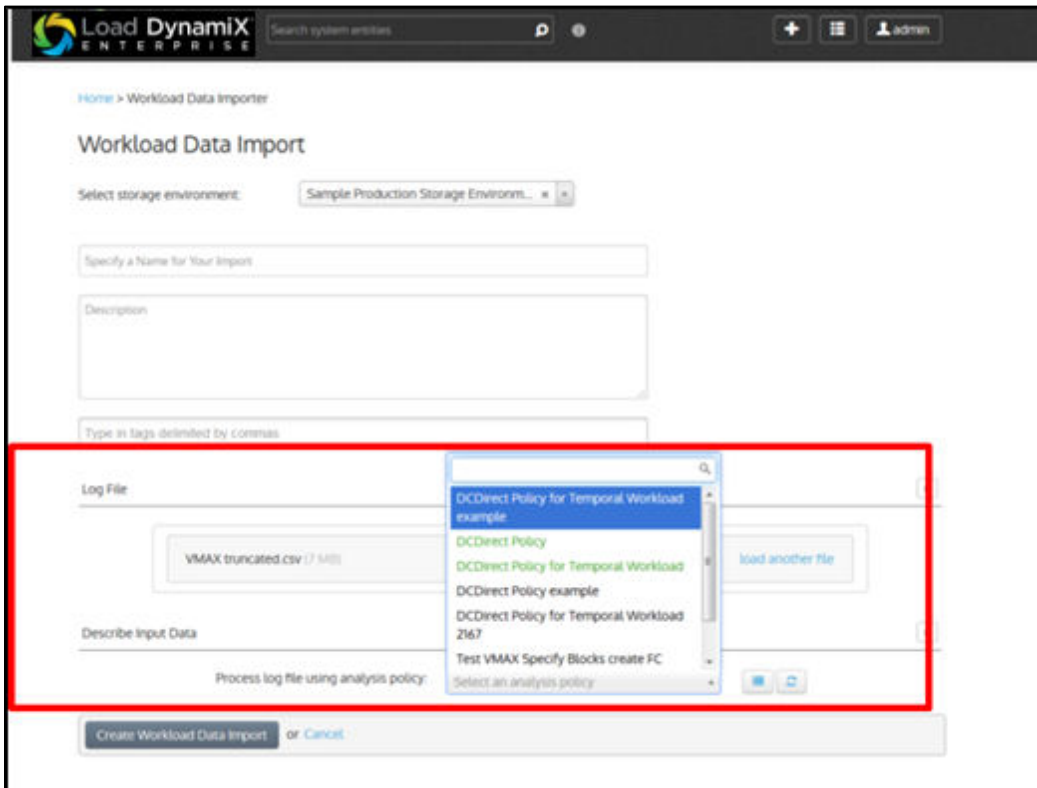 Load DynamiX
ENTERPRISE
Search system entities
admin
Home > Workload Data Importer
Workload Data Import
Select storage environment:
Sample Production Storage Environm...
Specify a Name for Your Import
Description
Type in tags delimited by commas
Log File
DCDirect Policy for Temporal Workload
example
DCDirect Policy
VMAX truncated.csv (7 MB)
load another file
DCDirect Policy for Temporal Workload
DCDirect Policy example
DCDirect Policy for Temporal Workload
2167
Describe Input Data
Test VMAX Specify Blocks create FC
Process log file using analysis policy:
Select an analysis policy
Create Workload Data Import or Cancel